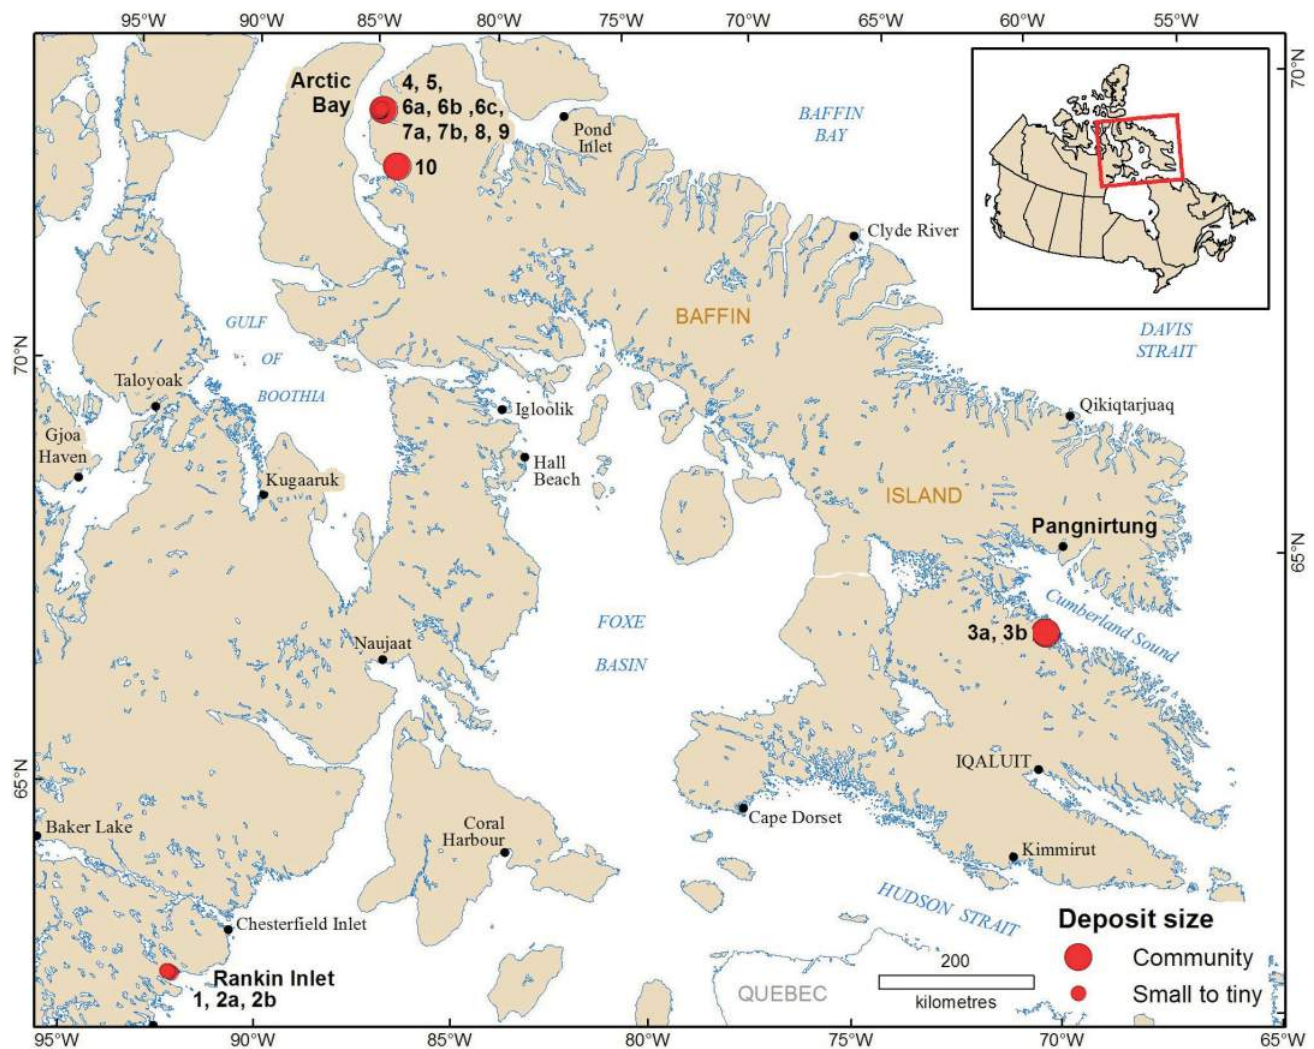 95°W 90°W 85°W 80°W 75°W 70°W 65°W 60°W 55°W
70°N
Arctic
Bay
4, 5,
6a, 6b ,6c,
7a, 7b, 8, 9
10
Pond
Inlet
BAFFIN
BAY
Clyde River
BAFFIN
DAVIS
STRAIT
GULF
OF
BOOTHIA
70°N
Taloyoak
Igloolik
Qikiqtarjuaq
Gjoa
Haven
Hall
Beach
Kugaaruk
ISLAND
Pangnirtung
65°N
Cumberland Sound
3a, 3b
FOXE
BASIN
Naujaat
IQALUIT
65°N
Cape Dorset
Baker Lake
Coral
Harbour
Kimmirut
HUDSON STRAIT
Chesterfield Inlet
Rankin Inlet
1, 2a, 2b
QUEBEC
200
kilometres
Deposit size
Community
Small to tiny
95°W 90°W 85°W 80°W 75°W 70°W 65°W